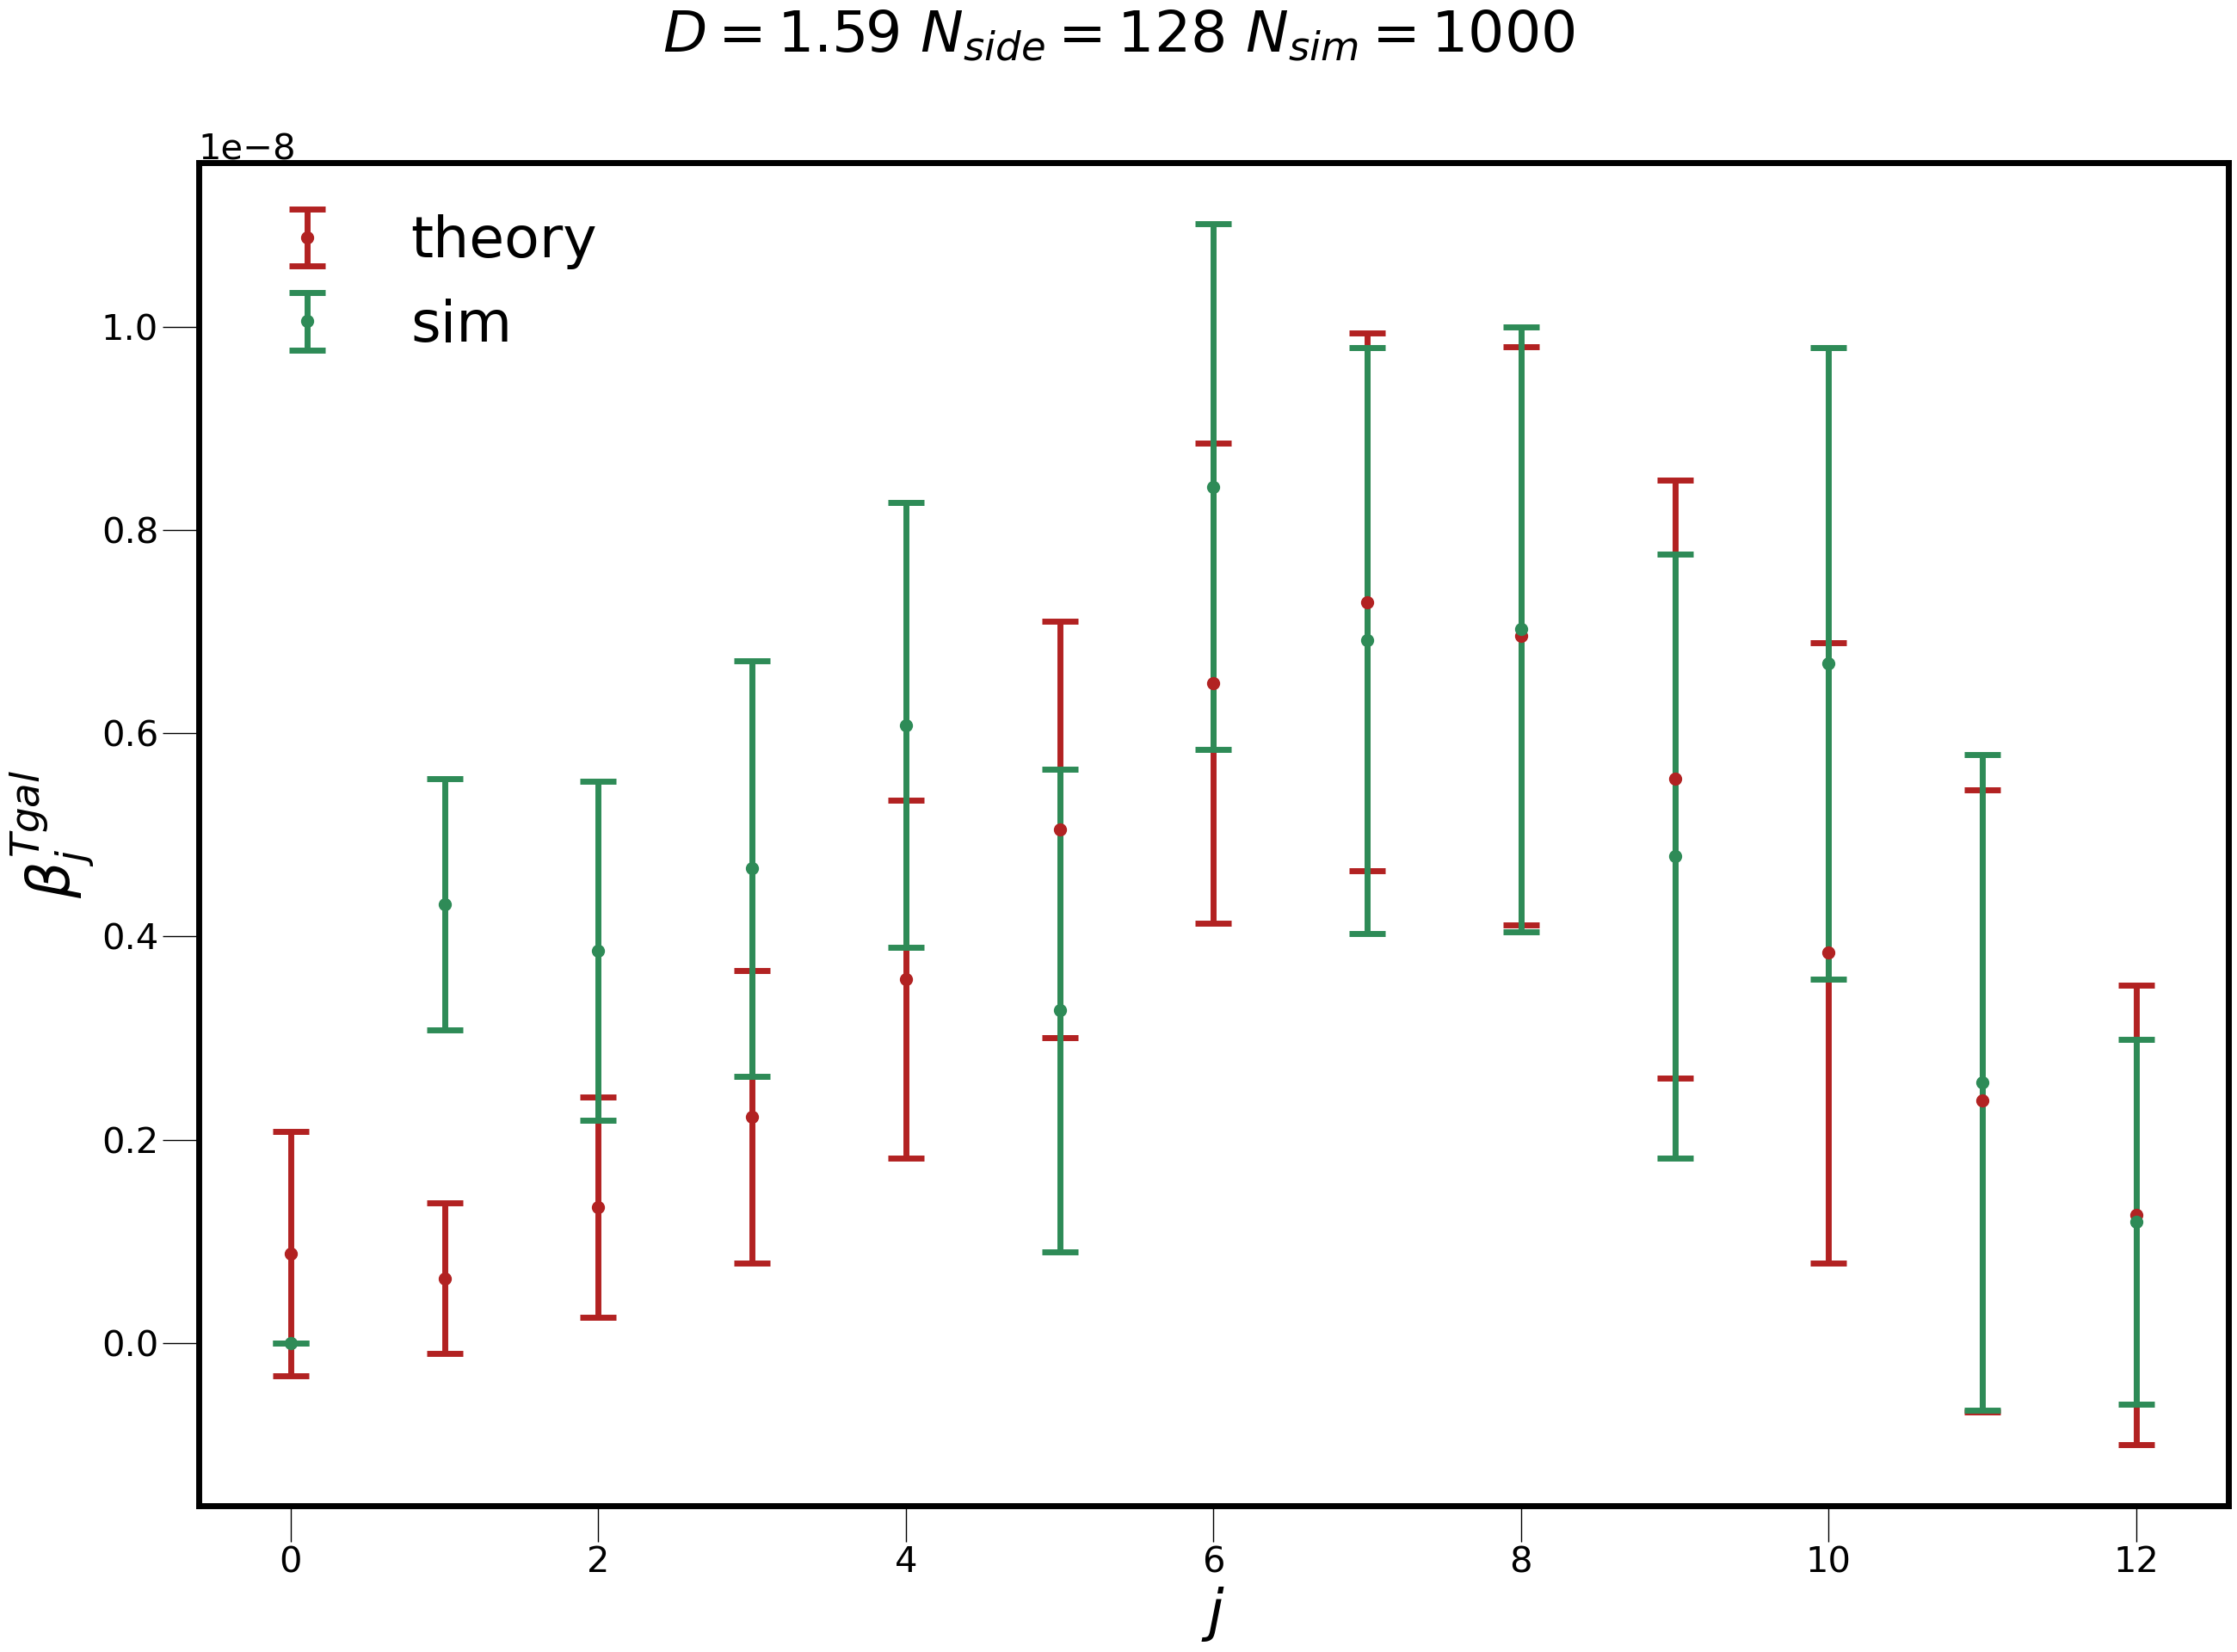 D = 1.59 N_side = 128 N_sim = 1000
1e−8
theory
sim
1.0
0.8
0.6
0.4
0.2
0.0
β_j^Tgal
0 2 4 6 8 10 12
j